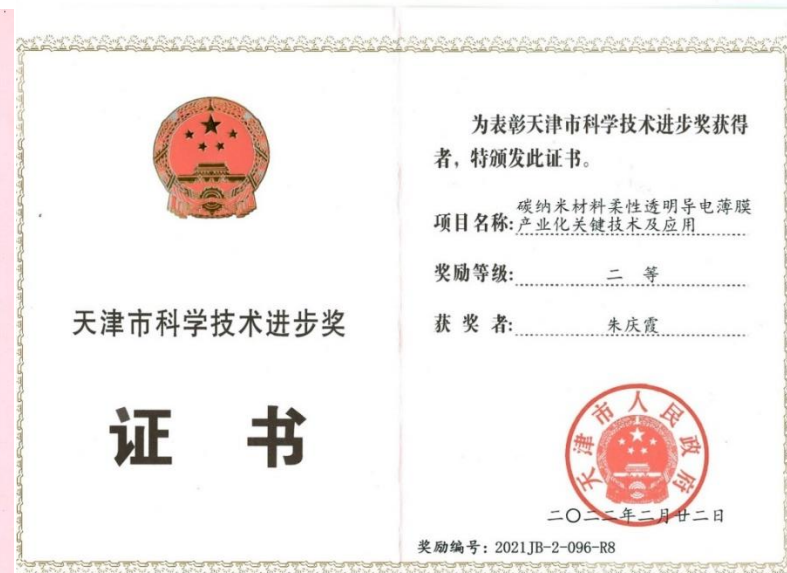 天津市科学技术进步奖
证 书
为表彰天津市科学技术进步奖获得
者，特颁发此证书。
项目名称:碳纳米材料柔性透明导电薄膜
产业化关键技术及应用
奖励等级: 二 等
获 奖 者: 朱庆霞
天津市人民政府
二〇二二年二月廿二日
奖励编号: 2021JB-2-096-R8